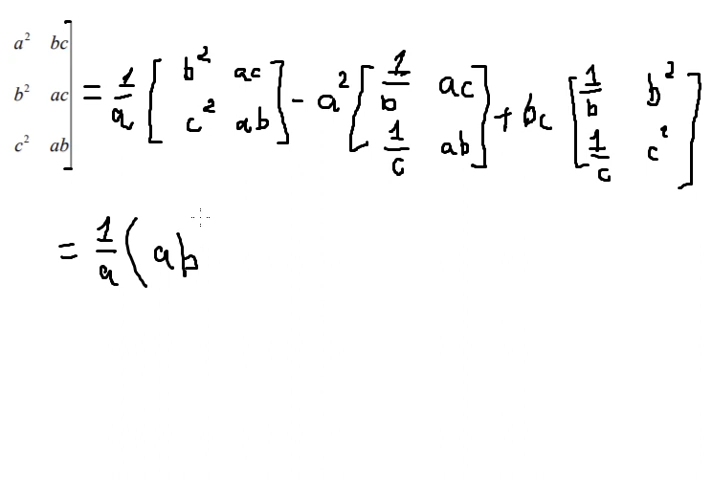 a² bc
b² ac = 1/a [ b² ac ] - a² [ 1/b ac ] + bc [ 1/b b² ]
c² ab [ c² ab ] [ 1/c ab ] [ 1/c c² ]
= 1/a ( ab